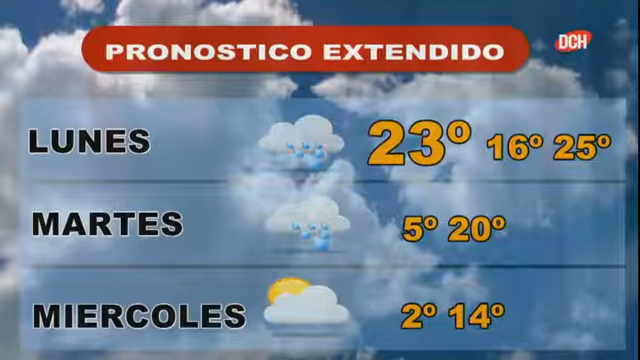 PRONOSTICO EXTENDIDO
DCH
LUNES 23º 16º 25º
MARTES 5º 20º
MIERCOLES 2º 14º